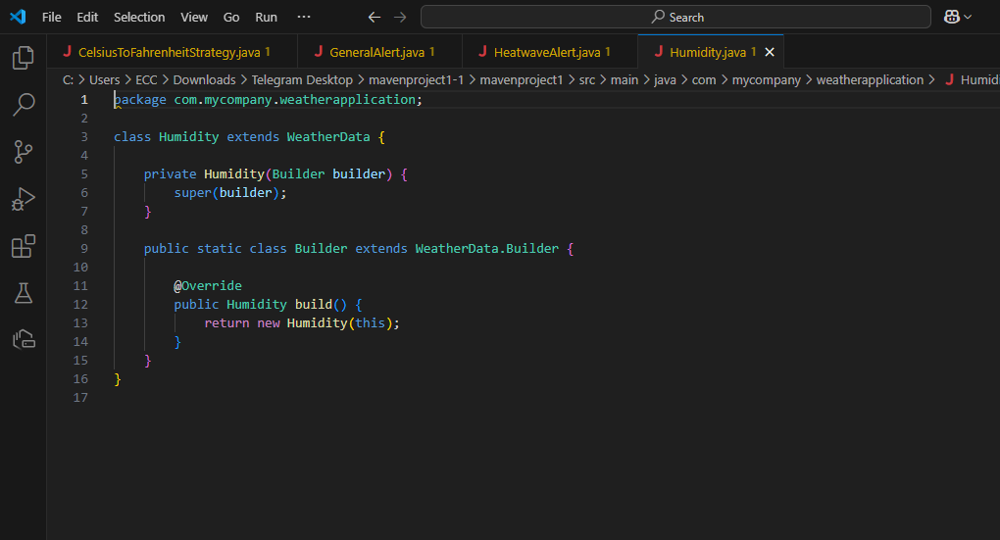 File Edit Selection View Go Run ··· Search
CelsiusToFahrenheitStrategy.java 1 GeneralAlert.java 1 HeatwaveAlert.java 1 Humidity.java 1
C: > Users > ECC > Downloads > Telegram Desktop > mavenproject1-1 > mavenproject1 > src > main > java > com > mycompany > weatherapplication > Humid
1 package com.mycompany.weatherapplication;
2
3 class Humidity extends WeatherData {
4
5 private Humidity(Builder builder) {
6 super(builder);
7 }
8
9 public static class Builder extends WeatherData.Builder {
10
11 @Override
12 public Humidity build() {
13 return new Humidity(this);
14 }
15 }
16 }
17